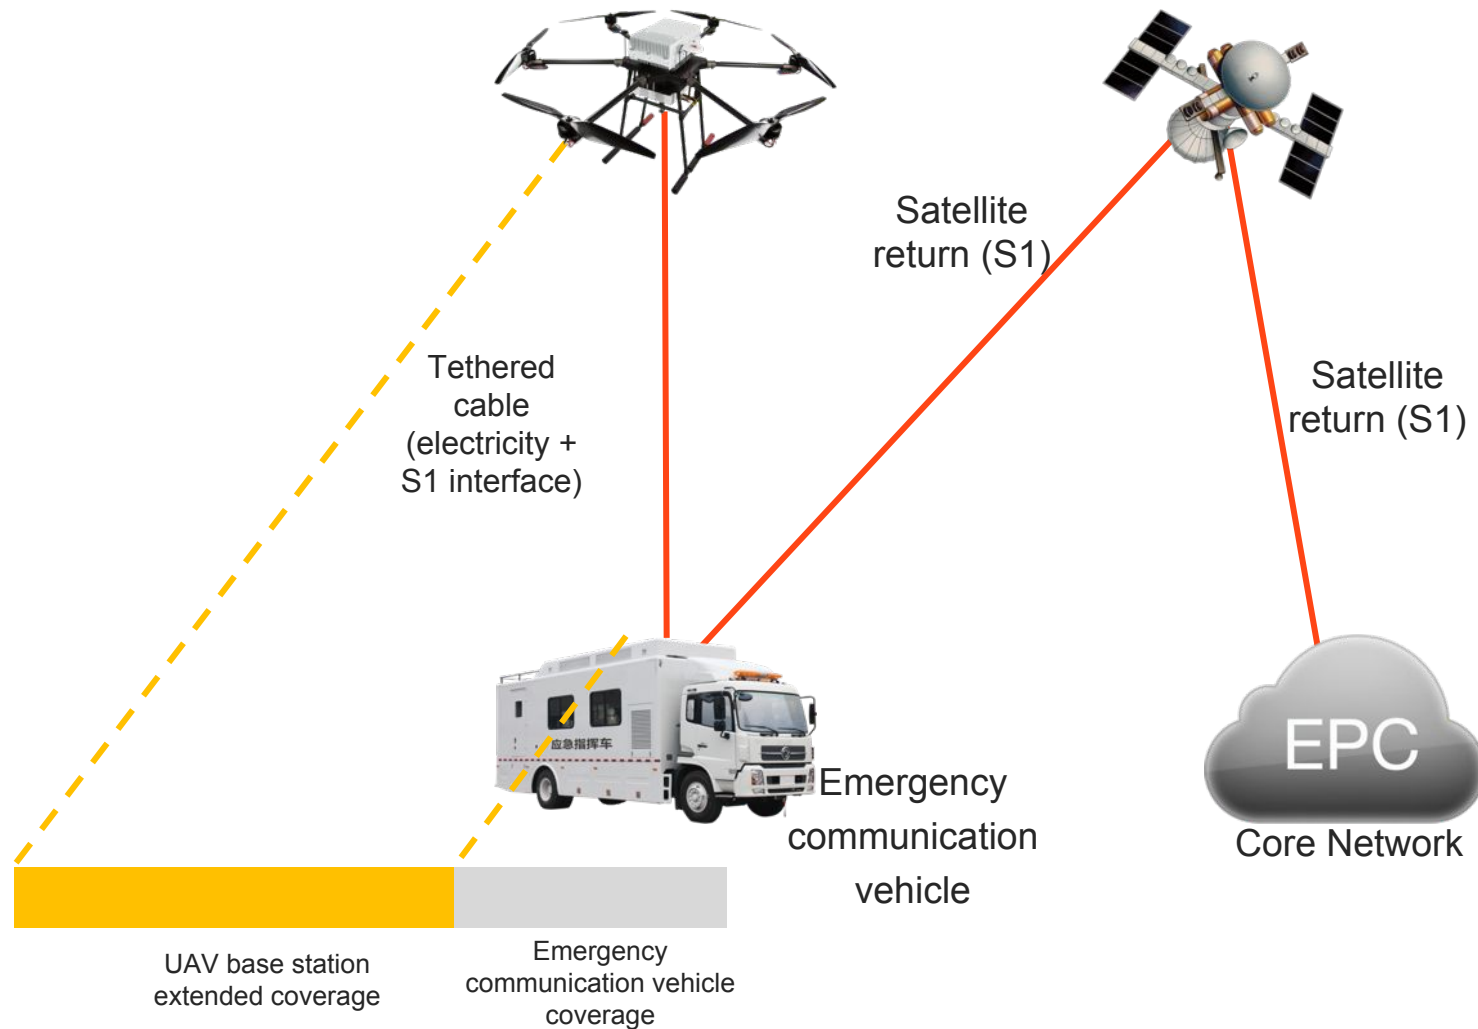 Satellite
return (S1)
Tethered
cable
(electricity +
S1 interface)
Satellite
return (S1)
应急指挥车
Emergency
communication
vehicle
EPC
Core Network
UAV base station
extended coverage
Emergency
communication vehicle
coverage